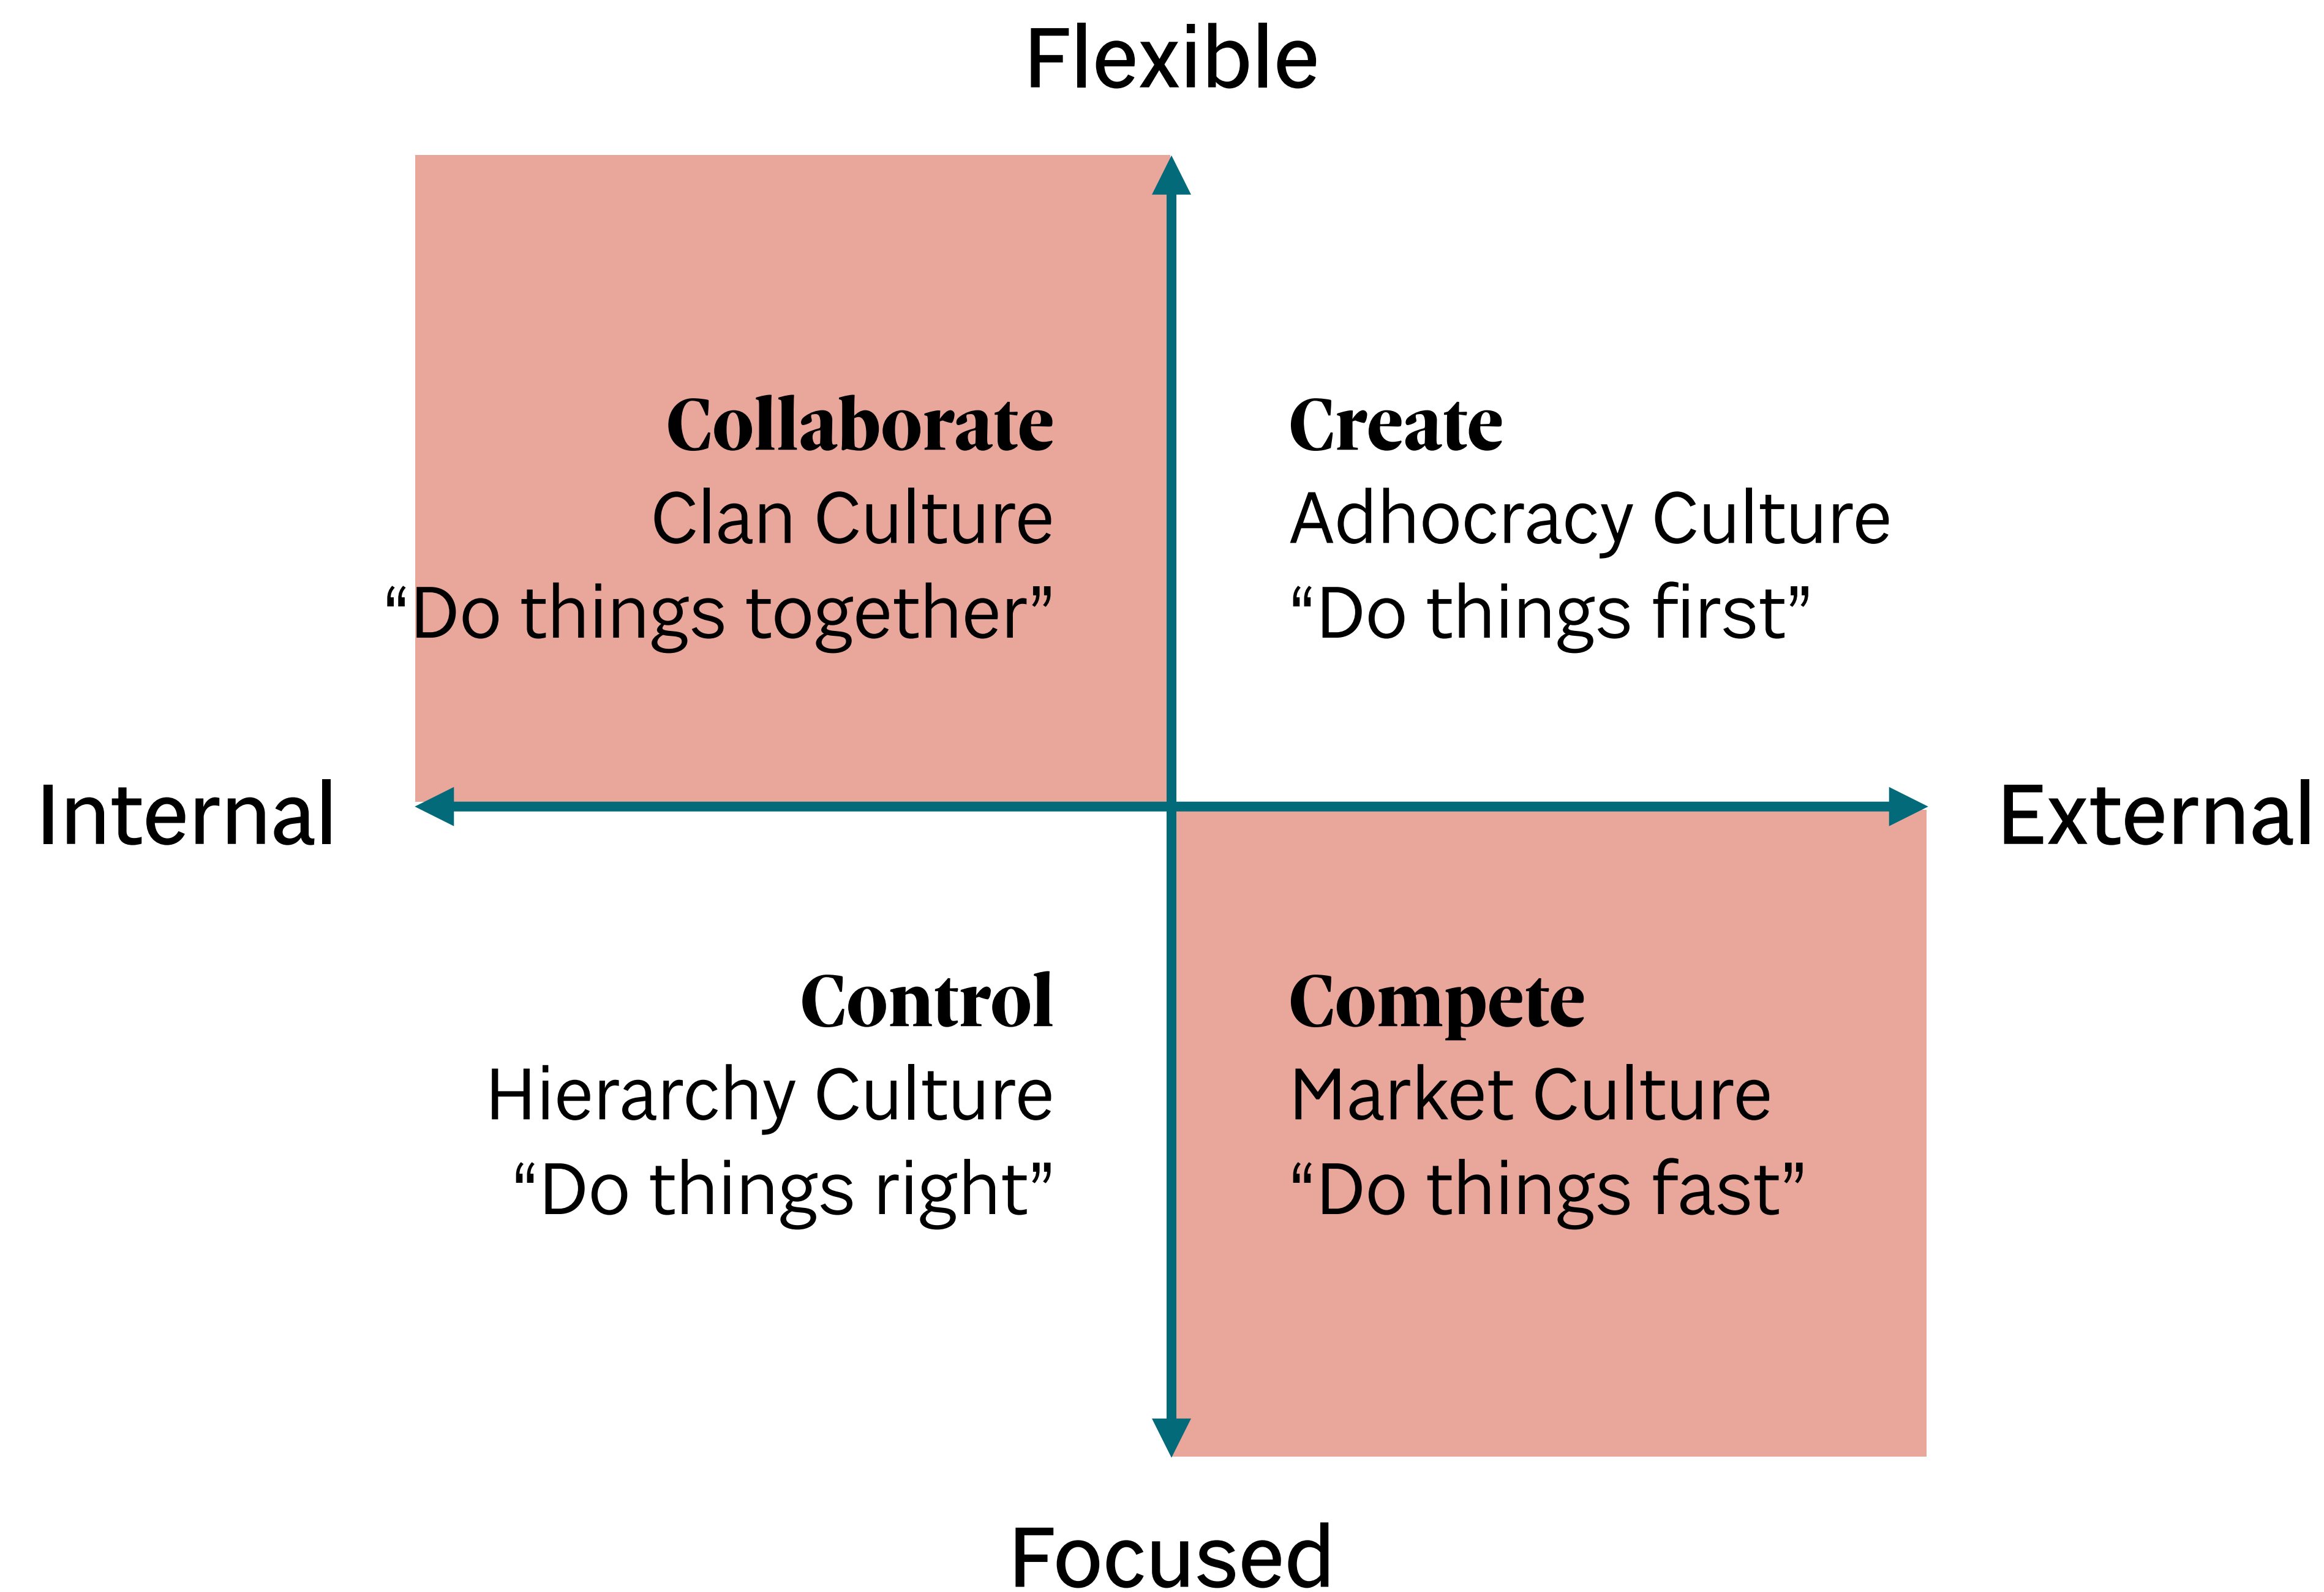 Flexible
Collaborate
Clan Culture
“Do things together”
Create
Adhocracy Culture
“Do things first”
Internal
External
Control
Hierarchy Culture
“Do things right”
Compete
Market Culture
“Do things fast”
Focused